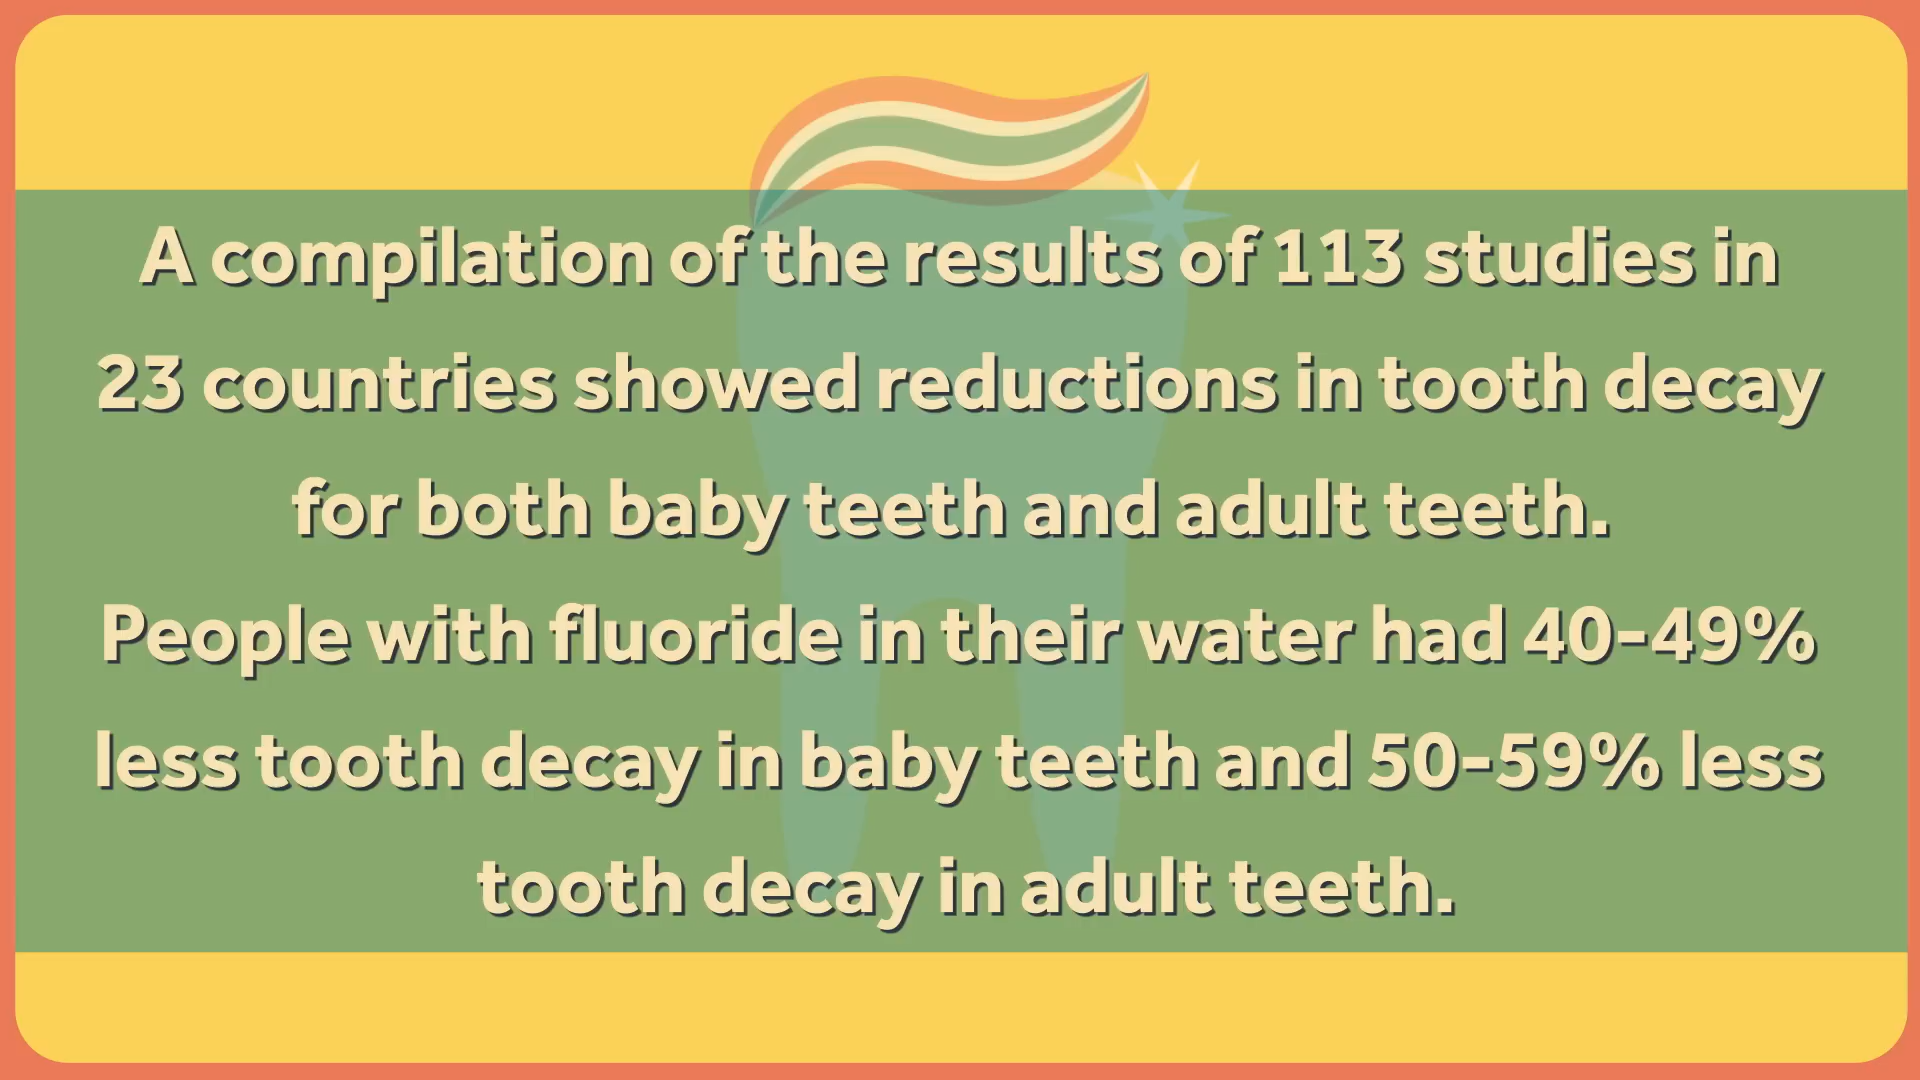 A compilation of the results of 113 studies in
23 countries showed reductions in tooth decay
for both baby teeth and adult teeth.
People with fluoride in their water had 40-49%
less tooth decay in baby teeth and 50-59% less
tooth decay in adult teeth.